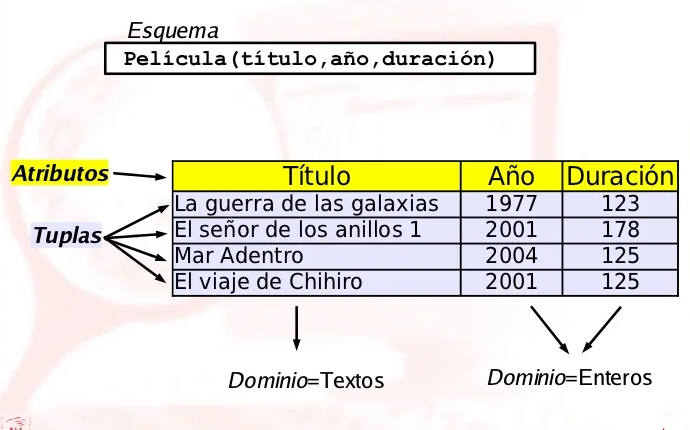 Esquema
Película(título,año,duración)
Atributos
Título Año Duración
Tuplas
La guerra de las galaxias 1977 123
El señor de los anillos 1 2001 178
Mar Adentro 2004 125
El viaje de Chihiro 2001 125
Dominio=Textos
Dominio=Enteros